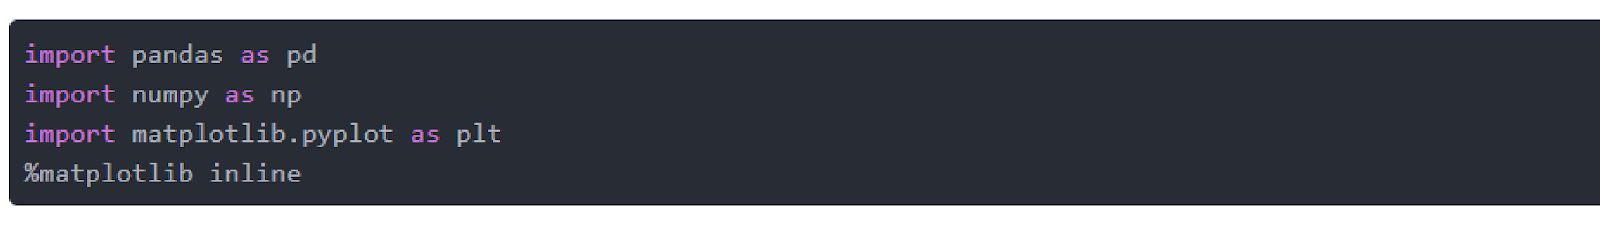 import pandas as pd
import numpy as np
import matplotlib.pyplot as plt
%matplotlib inline